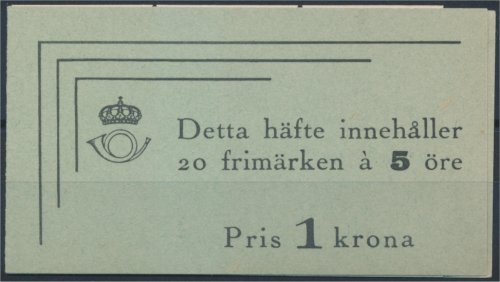 Detta häfte innehåller
20 frimärken à 5 öre
Pris 1 krona